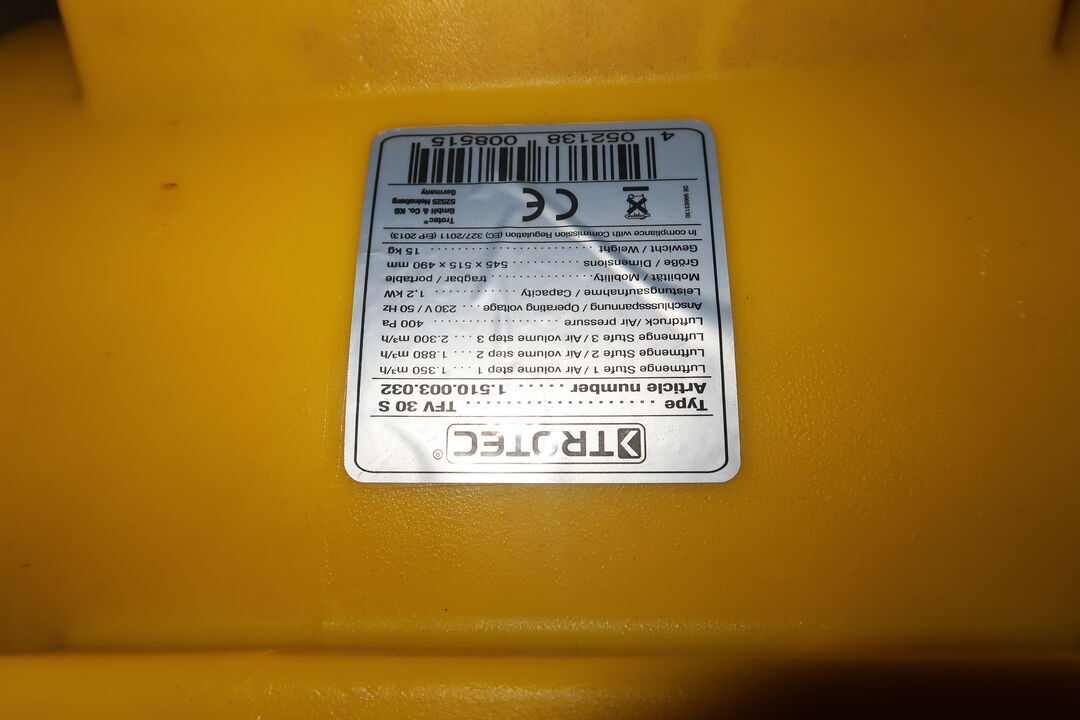 TROTEC®
Type ............ TFV 30 S
Article number ...... 1.510.003.032
Luftmenge Stufe 1 / Air volume step 1 ... 1.350 m³/h
Luftmenge Stufe 2 / Air volume step 2 ... 1.880 m³/h
Luftmenge Stufe 3 / Air volume step 3 ... 2.300 m³/h
Luftdruck / Air pressure ............ 400 Pa
Anschlussspannung / Operating voltage ... 230 V / 50 Hz
Leistungsaufnahme / Capacity .......... 1,2 kW
Mobilität / Mobility ............ tragbar / portable
Größe / Dimensions ......... 545 x 515 x 490 mm
Gewicht / Weight .................. 15 kg
In compliance with Commission Regulation (EC) 327/2011 (ErP 2013)
DE 99863130
CE
Trotec®
GmbH & Co. KG
52525 Heinsberg
Germany
4 052138 008515